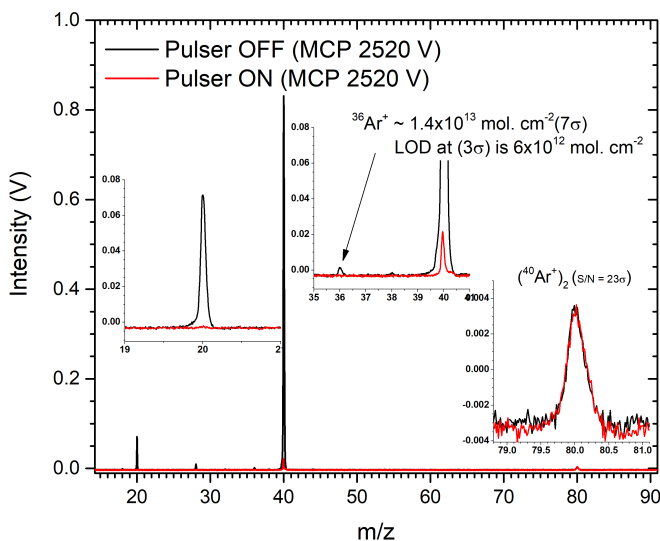 1.0
0.8
0.6
0.4
0.2
0.0
Intensity (V)
20 30 40 50 60 70 80 90
m/z
Pulser OFF (MCP 2520 V)
Pulser ON (MCP 2520 V)
³⁶Ar⁺ ~ 1.4x10¹³ mol. cm⁻²(7σ)
LOD at (3σ) is 6x10¹² mol. cm⁻²
0.08
0.06
0.04
0.02
0.00
19 20
0.08
0.06
0.04
0.02
0.00
35 36 37 38 39 40 41
(⁴⁰Ar⁺)₂ (S/N = 23σ)
0.004
0.002
0.000
-0.002
-0.004
79.0 79.5 80.0 80.5 81.0